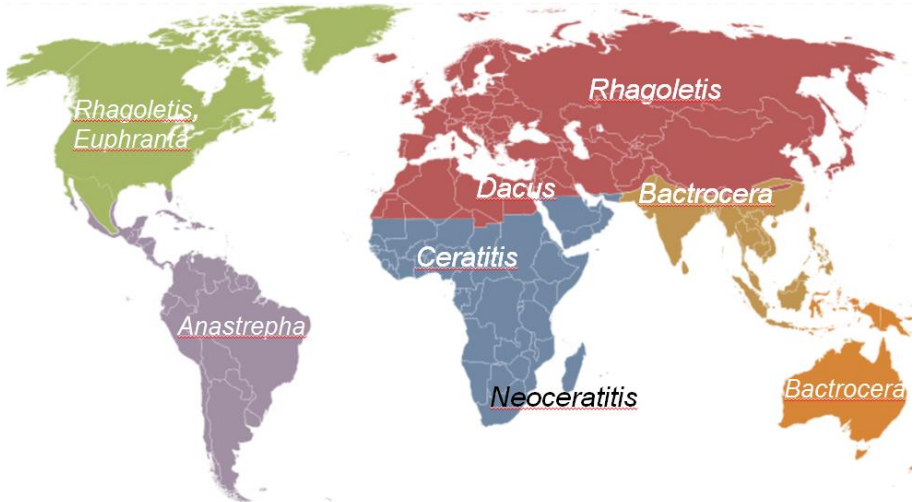 Rhagoletis,
Euphranta
Rhagoletis
Dacus
Bactrocera
Ceratitis
Anastrepha
Neoceratitis
Bactrocera